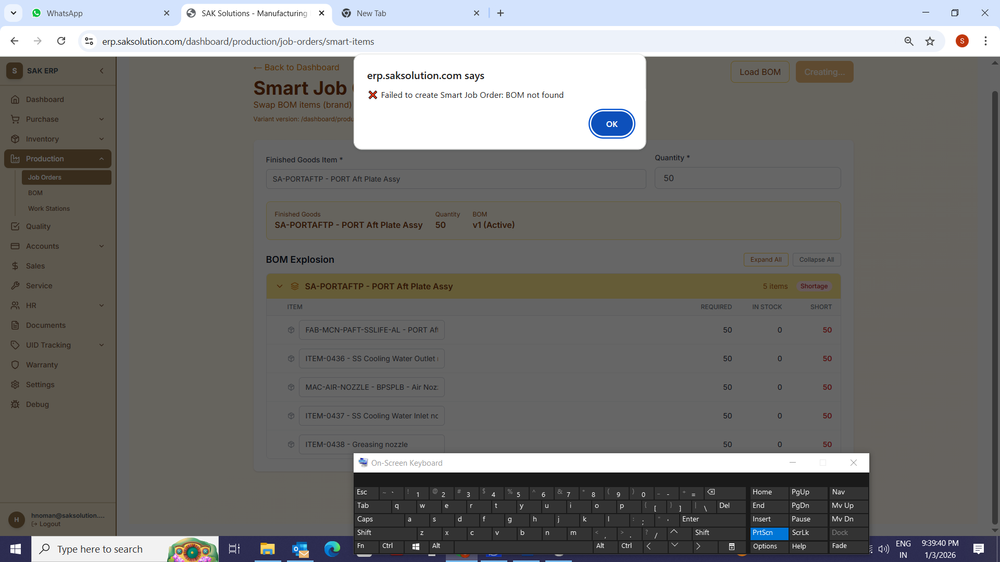 WhatsApp
SAK Solutions - Manufacturing
New Tab
erp.saksolution.com/dashboard/production/job-orders/smart-items
S
S
SAK ERP
Dashboard
Purchase
Inventory
Production
Job Orders
BOM
Work Stations
Quality
Accounts
Sales
Service
HR
Documents
UID Tracking
Warranty
Settings
Debug
H
hnoman@saksolution....
Logout
← Back to Dashboard
Load BOM
Creating...
Smart Job
Swap BOM items (brand)
Variant version: /dashboard/produ
erp.saksolution.com says
❌ Failed to create Smart Job Order: BOM not found
OK
Finished Goods Item *
Quantity *
SA-PORTAFTP - PORT Aft Plate Assy
50
Finished Goods Quantity BOM
SA-PORTAFTP - PORT Aft Plate Assy 50 v1 (Active)
BOM Explosion
Expand All Collapse All
SA-PORTAFTP - PORT Aft Plate Assy 5 items Shortage
ITEM REQUIRED IN STOCK SHORT
FAB-MCN-PAFT-SSLIFE-AL - PORT Aft 50 0 50
ITEM-0436 - SS Cooling Water Outlet 50 0 50
MAC-AIR-NOZZLE - BPSPLB - Air Noz 50 0 50
ITEM-0437 - SS Cooling Water Inlet no 50 0 50
ITEM-0438 - Greasing nozzle 50 0 50
On-Screen Keyboard
Esc ~ ` ! 1 @ 2 # 3 $ 4 % 5 ^ 6 & 7 * 8 ( 9 ) 0 _ - + = Home PgUp Nav
Tab q w e r t y u i o p { [ } ] | \ Del End PgDn Mv Up
Caps a s d f g h j k l : ; " ' Enter Insert Pause Mv Dn
Shift z x c v b n m < , > . ? / Shift PrtScn ScrLk Dock
Fn Ctrl Alt Alt Ctrl Options Help Fade
Type here to search
ENG
IN
9:39:40 PM
1/3/2026